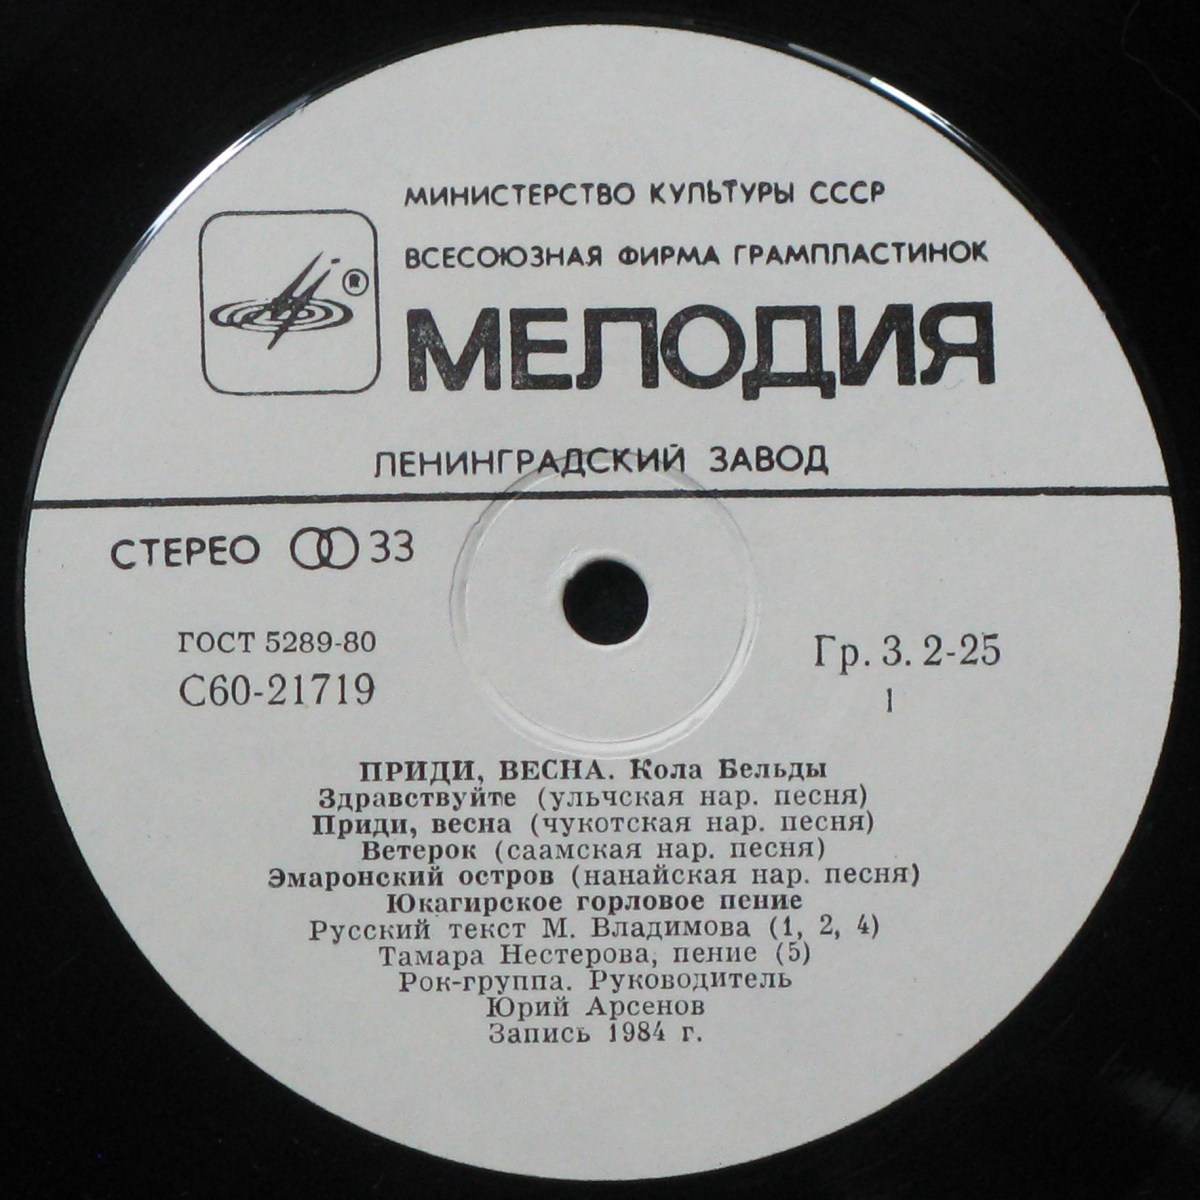 МИНИСТЕРСТВО КУЛЬТУРЫ СССР
ВСЕСОЮЗНАЯ ФИРМА ГРАМПЛАСТИНОК
®
МЕЛОДИЯ
ЛЕНИНГРАДСКИЙ ЗАВОД
СТЕРЕО 33
ГОСТ 5289-80
С60-21719
Гр. 3. 2-25
1
ПРИДИ, ВЕСНА. Кола Бельды
Здравствуйте (ульчская нар. песня)
Приди, весна (чукотская нар. песня)
Ветерок (саамская нар. песня)
Эмаронский остров (нанайская нар. песня)
Юкагирское горловое пение
Русский текст М. Владимова (1, 2, 4)
Тамара Нестерова, пение (5)
Рок-группа. Руководитель
Юрий Арсенов
Запись 1984 г.